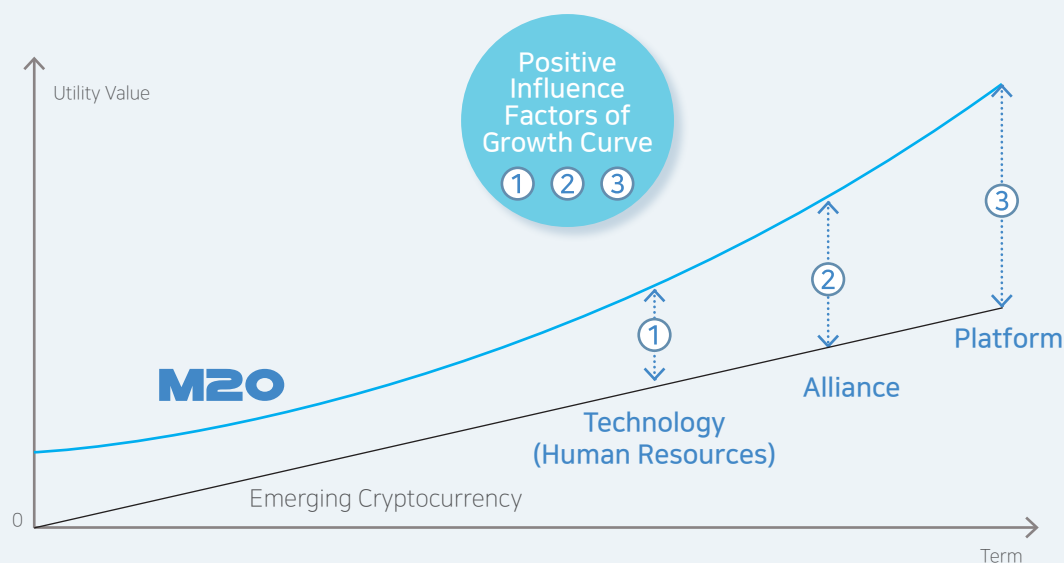 Utility Value
Positive
Influence
Factors of
Growth Curve
1 2 3
3
2
1
Platform
M20
Alliance
Technology
(Human Resources)
Emerging Cryptocurrency
0
Term